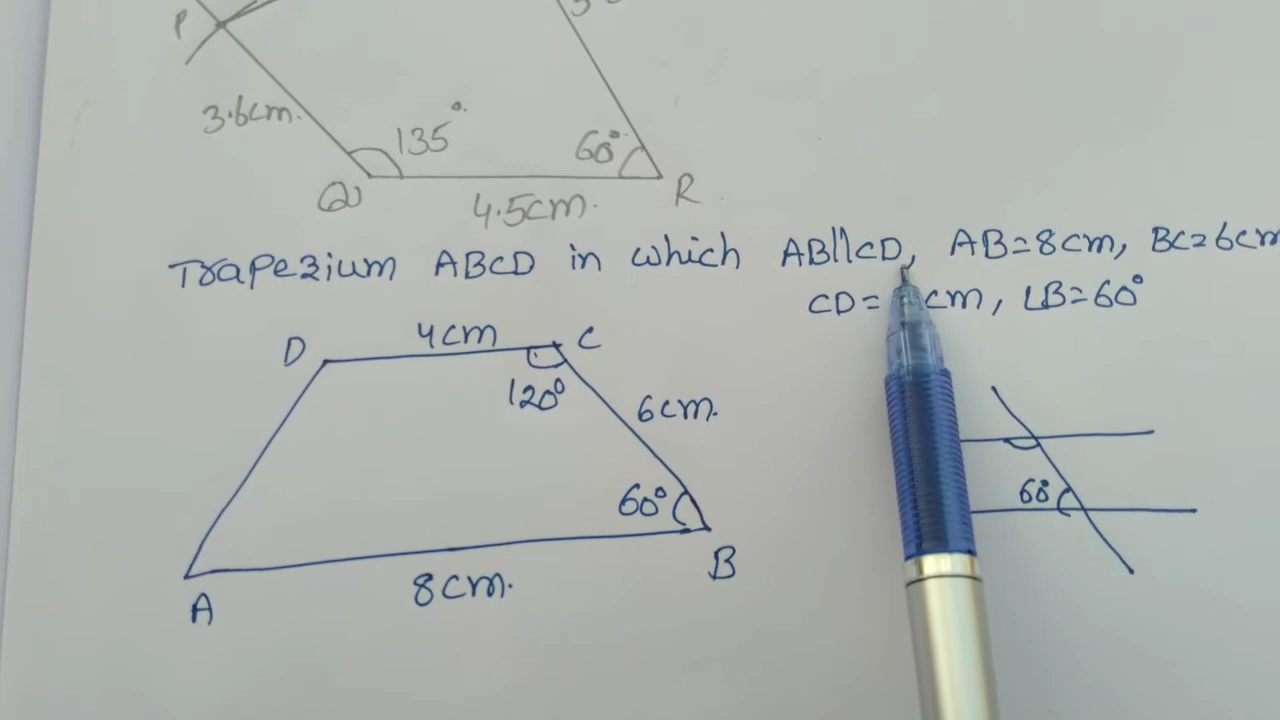 P
3.6cm.
135°
60°
Q
4.5cm.
R
Trapezium ABCD in which AB||CD, AB=8cm, BC=6cm
CD= cm, ∠B=60°
D
4cm
C
120°
6cm.
60°
60°
8cm.
B
A